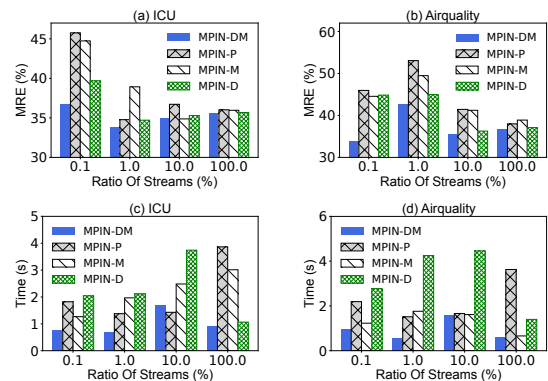 (a) ICU
MRE (%)
45
40
35
30
MPIN-DM
MPIN-P
MPIN-M
MPIN-D
0.1 1.0 10.0 100.0
Ratio Of Streams (%)
(b) Airquality
MRE (%)
60
50
40
30
MPIN-DM
MPIN-P
MPIN-M
MPIN-D
0.1 1.0 10.0 100.0
Ratio Of Streams (%)
(c) ICU
Time (s)
5
4
3
2
1
0
MPIN-DM
MPIN-P
MPIN-M
MPIN-D
0.1 1.0 10.0 100.0
Ratio Of Streams (%)
(d) Airquality
Time (s)
6
4
2
0
MPIN-DM
MPIN-P
MPIN-M
MPIN-D
0.1 1.0 10.0 100.0
Ratio Of Streams (%)